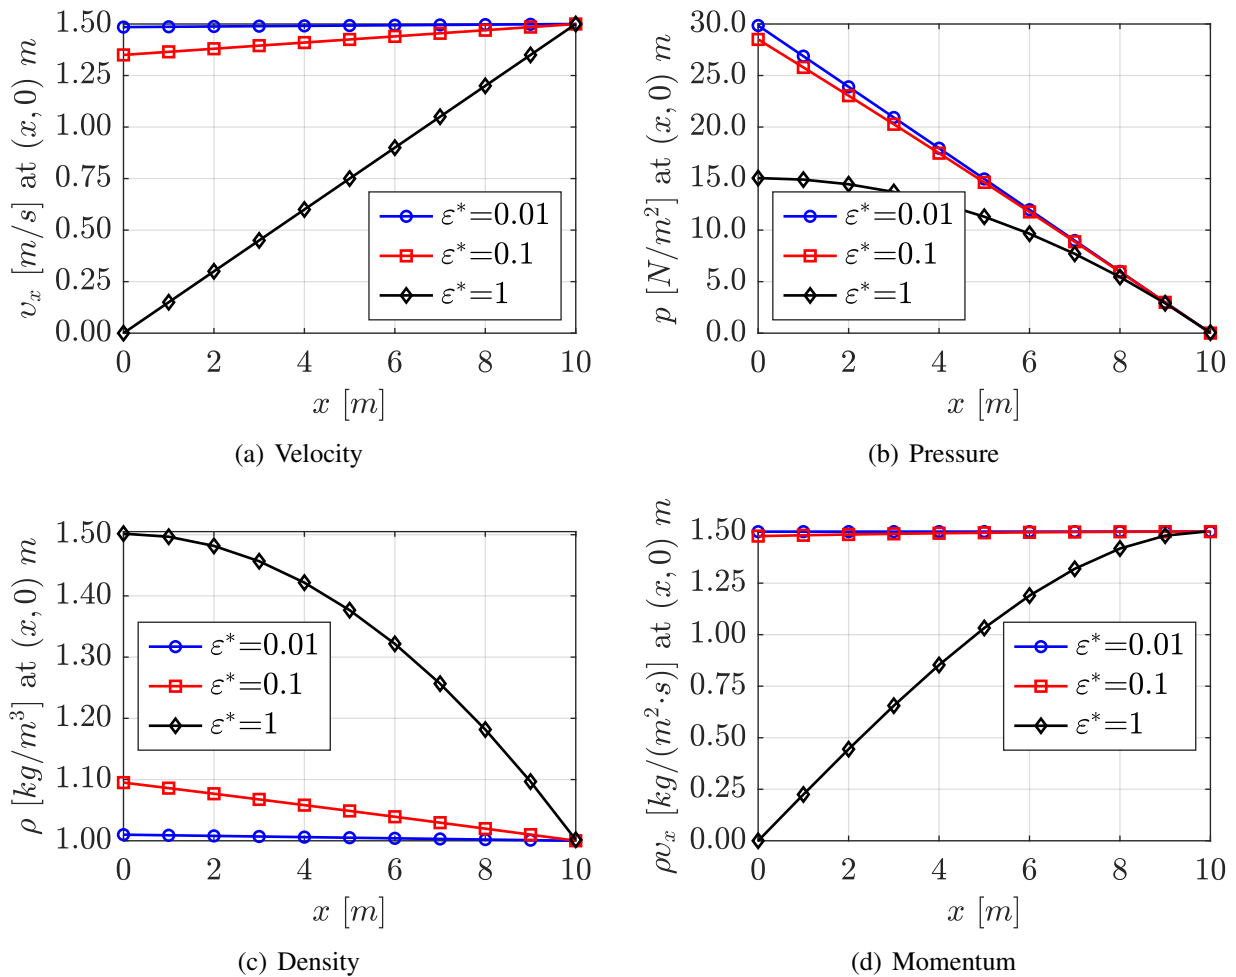 1.50
1.25
1.00
0.75
0.50
0.25
0.00
v_x [m/s] at (x, 0) m
ε*=0.01
ε*=0.1
ε*=1
0 2 4 6 8 10
x [m]
(a) Velocity
30.0
25.0
20.0
15.0
10.0
5.0
0.0
p [N/m²] at (x, 0) m
ε*=0.01
ε*=0.1
ε*=1
0 2 4 6 8 10
x [m]
(b) Pressure
1.50
1.40
1.30
1.20
1.10
1.00
ρ [kg/m³] at (x, 0) m
ε*=0.01
ε*=0.1
ε*=1
0 2 4 6 8 10
x [m]
(c) Density
1.50
1.25
1.00
0.75
0.50
0.25
0.00
ρv_x [kg/(m²·s)] at (x, 0) m
ε*=0.01
ε*=0.1
ε*=1
0 2 4 6 8 10
x [m]
(d) Momentum